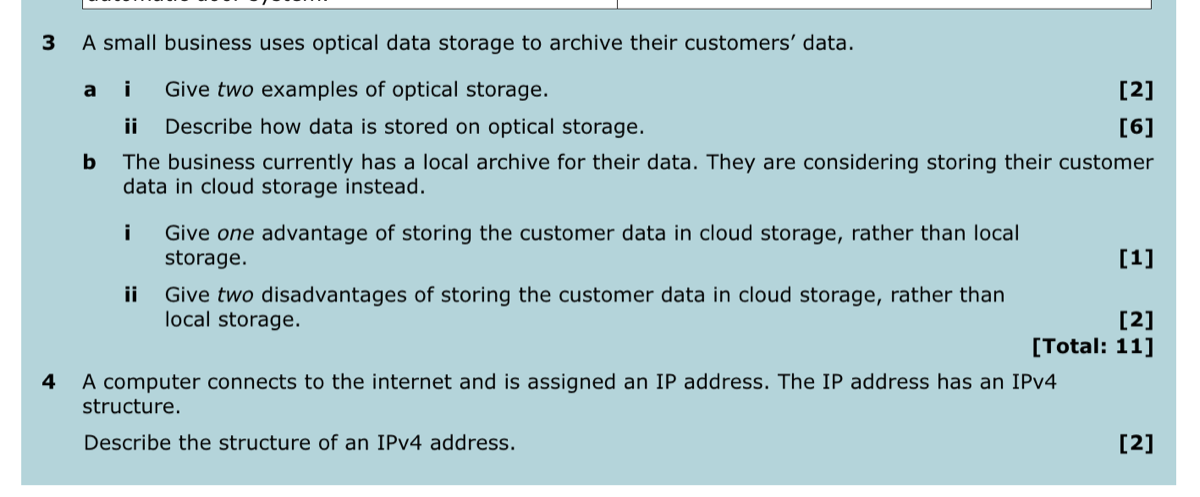 3 A small business uses optical data storage to archive their customers’ data.
a i Give two examples of optical storage. [2]
ii Describe how data is stored on optical storage. [6]
b The business currently has a local archive for their data. They are considering storing their customer
data in cloud storage instead.
i Give one advantage of storing the customer data in cloud storage, rather than local
storage. [1]
ii Give two disadvantages of storing the customer data in cloud storage, rather than
local storage. [2]
[Total: 11]
4 A computer connects to the internet and is assigned an IP address. The IP address has an IPv4
structure.
Describe the structure of an IPv4 address. [2]